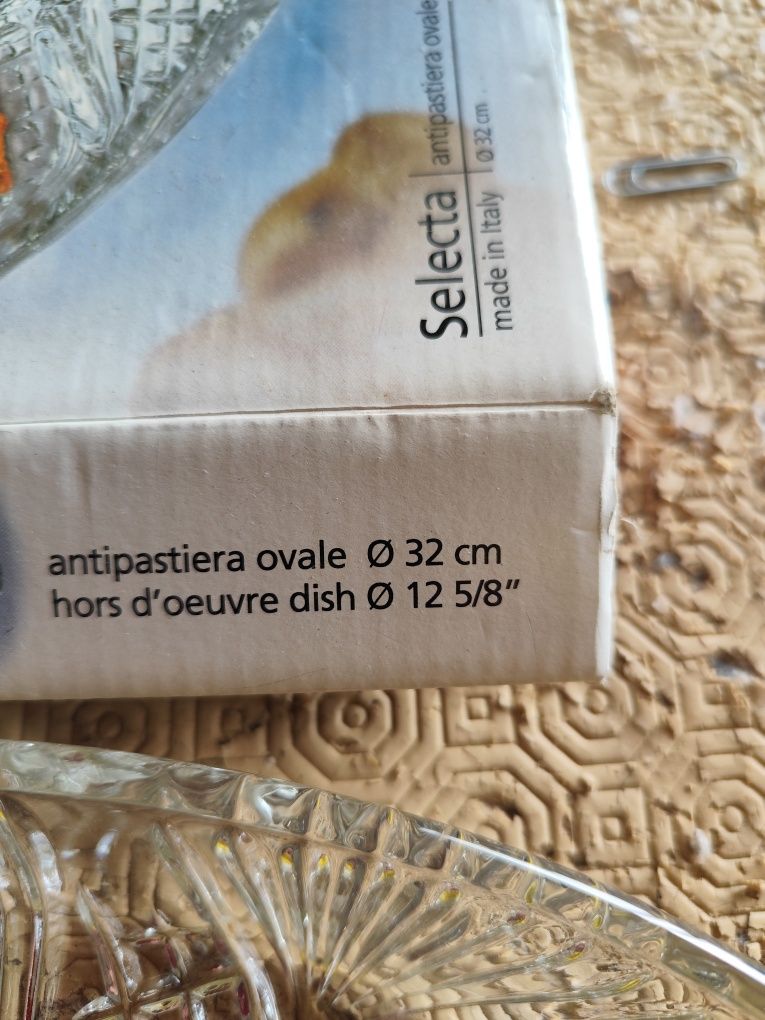 Selecta antipastiera ovale
made in Italy Ø 32 cm
antipastiera ovale Ø 32 cm
hors d'oeuvre dish Ø 12 5/8"